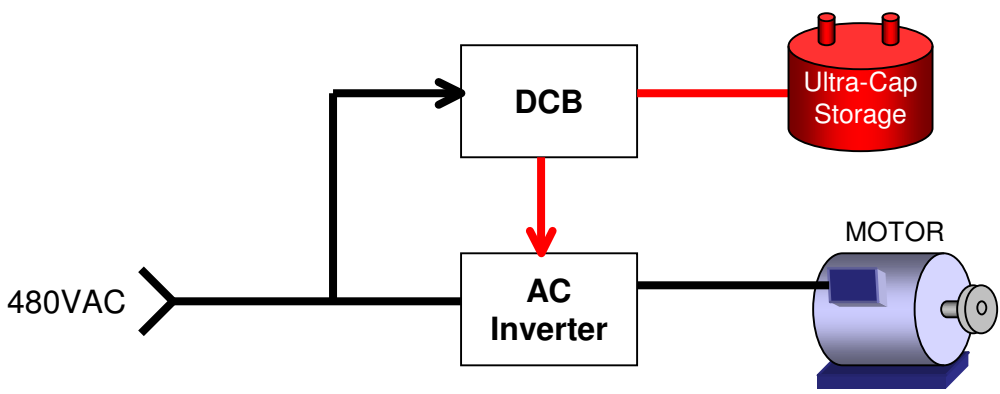 DCB
Ultra-Cap
Storage
MOTOR
480VAC
AC
Inverter